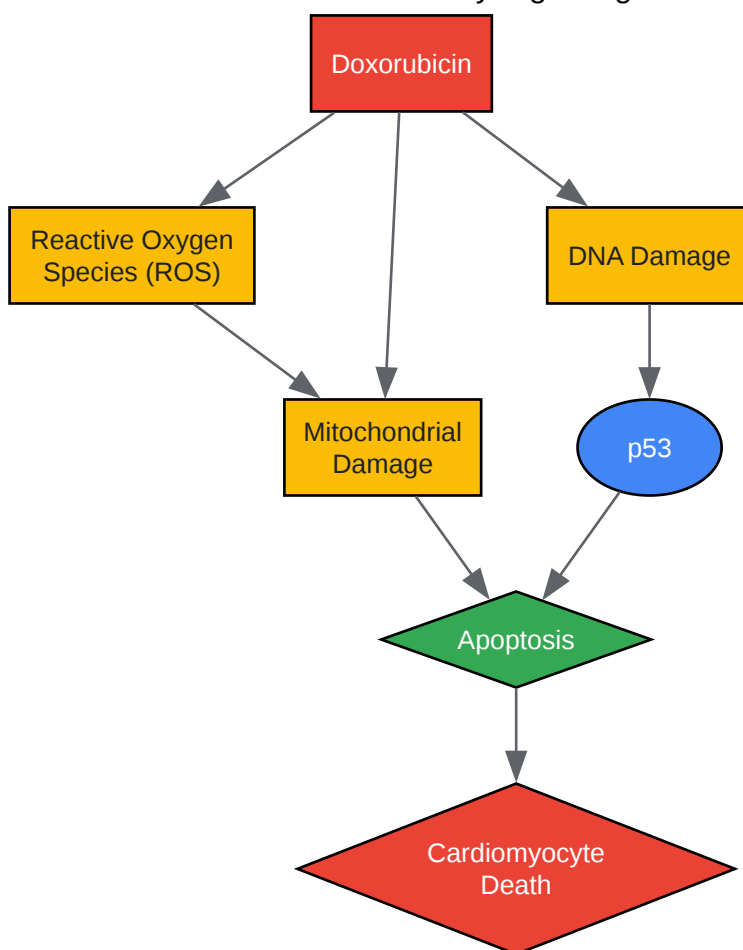 Doxorubicin
Reactive Oxygen
Species (ROS)
DNA Damage
Mitochondrial
Damage
p53
Apoptosis
Cardiomyocyte
Death